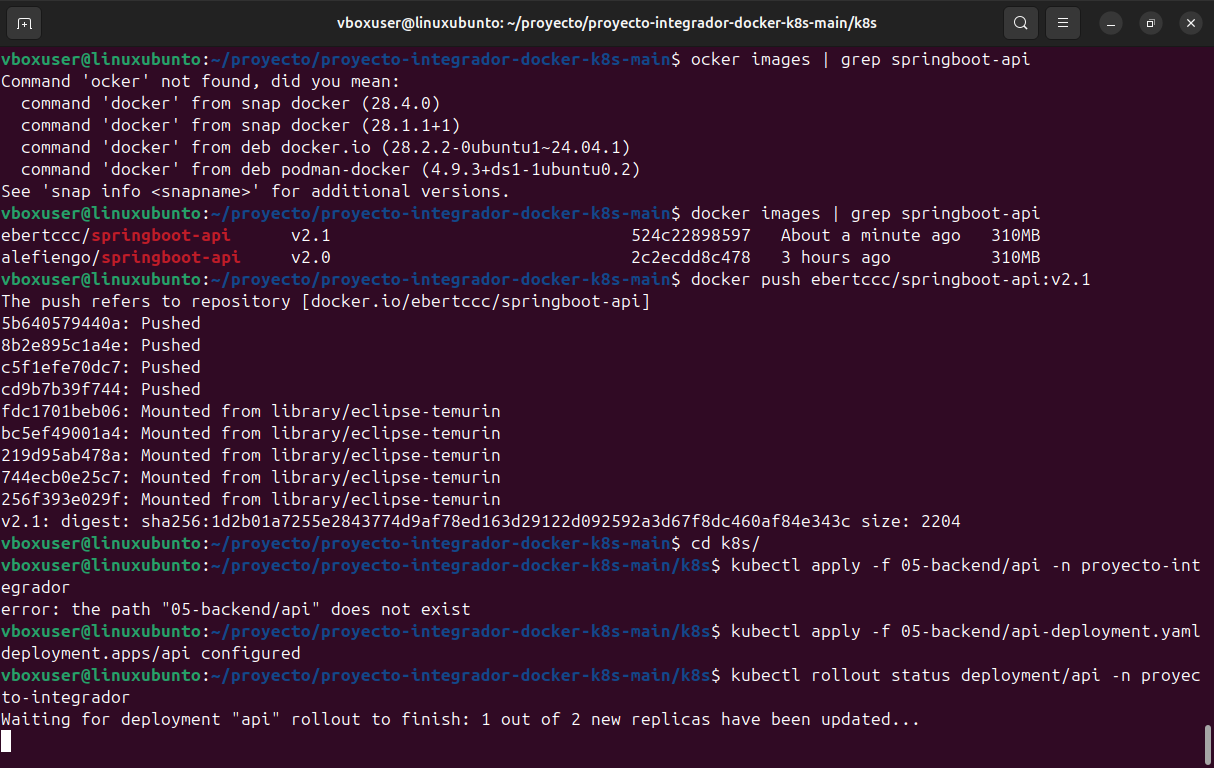 vboxuser@linuxubunto: ~/proyecto/proyecto-integrador-docker-k8s-main/k8s
vboxuser@linuxubunto:~/proyecto/proyecto-integrador-docker-k8s-main$ ocker images | grep springboot-api
Command 'ocker' not found, did you mean:
  command 'docker' from snap docker (28.4.0)
  command 'docker' from snap docker (28.1.1+1)
  command 'docker' from deb docker.io (28.2.2-0ubuntu1~24.04.1)
  command 'docker' from deb podman-docker (4.9.3+ds1-1ubuntu0.2)
See 'snap info <snapname>' for additional versions.
vboxuser@linuxubunto:~/proyecto/proyecto-integrador-docker-k8s-main$ docker images | grep springboot-api
ebertccc/springboot-api      v2.1                              524c22898597   About a minute ago   310MB
alefiengo/springboot-api     v2.0                              2c2ecdd8c478   3 hours ago          310MB
vboxuser@linuxubunto:~/proyecto/proyecto-integrador-docker-k8s-main$ docker push ebertccc/springboot-api:v2.1
The push refers to repository [docker.io/ebertccc/springboot-api]
5b640579440a: Pushed
8b2e895c1a4e: Pushed
c5f1efe70dc7: Pushed
cd9b7b39f744: Pushed
fdc1701beb06: Mounted from library/eclipse-temurin
bc5ef49001a4: Mounted from library/eclipse-temurin
219d95ab478a: Mounted from library/eclipse-temurin
744ecb0e25c7: Mounted from library/eclipse-temurin
256f393e029f: Mounted from library/eclipse-temurin
v2.1: digest: sha256:1d2b01a7255e2843774d9af78ed163d29122d092592a3d67f8dc460af84e343c size: 2204
vboxuser@linuxubunto:~/proyecto/proyecto-integrador-docker-k8s-main$ cd k8s/
vboxuser@linuxubunto:~/proyecto/proyecto-integrador-docker-k8s-main/k8s$ kubectl apply -f 05-backend/api -n proyecto-int
egrador
error: the path "05-backend/api" does not exist
vboxuser@linuxubunto:~/proyecto/proyecto-integrador-docker-k8s-main/k8s$ kubectl apply -f 05-backend/api-deployment.yaml
deployment.apps/api configured
vboxuser@linuxubunto:~/proyecto/proyecto-integrador-docker-k8s-main/k8s$ kubectl rollout status deployment/api -n proyec
to-integrador
Waiting for deployment "api" rollout to finish: 1 out of 2 new replicas have been updated...